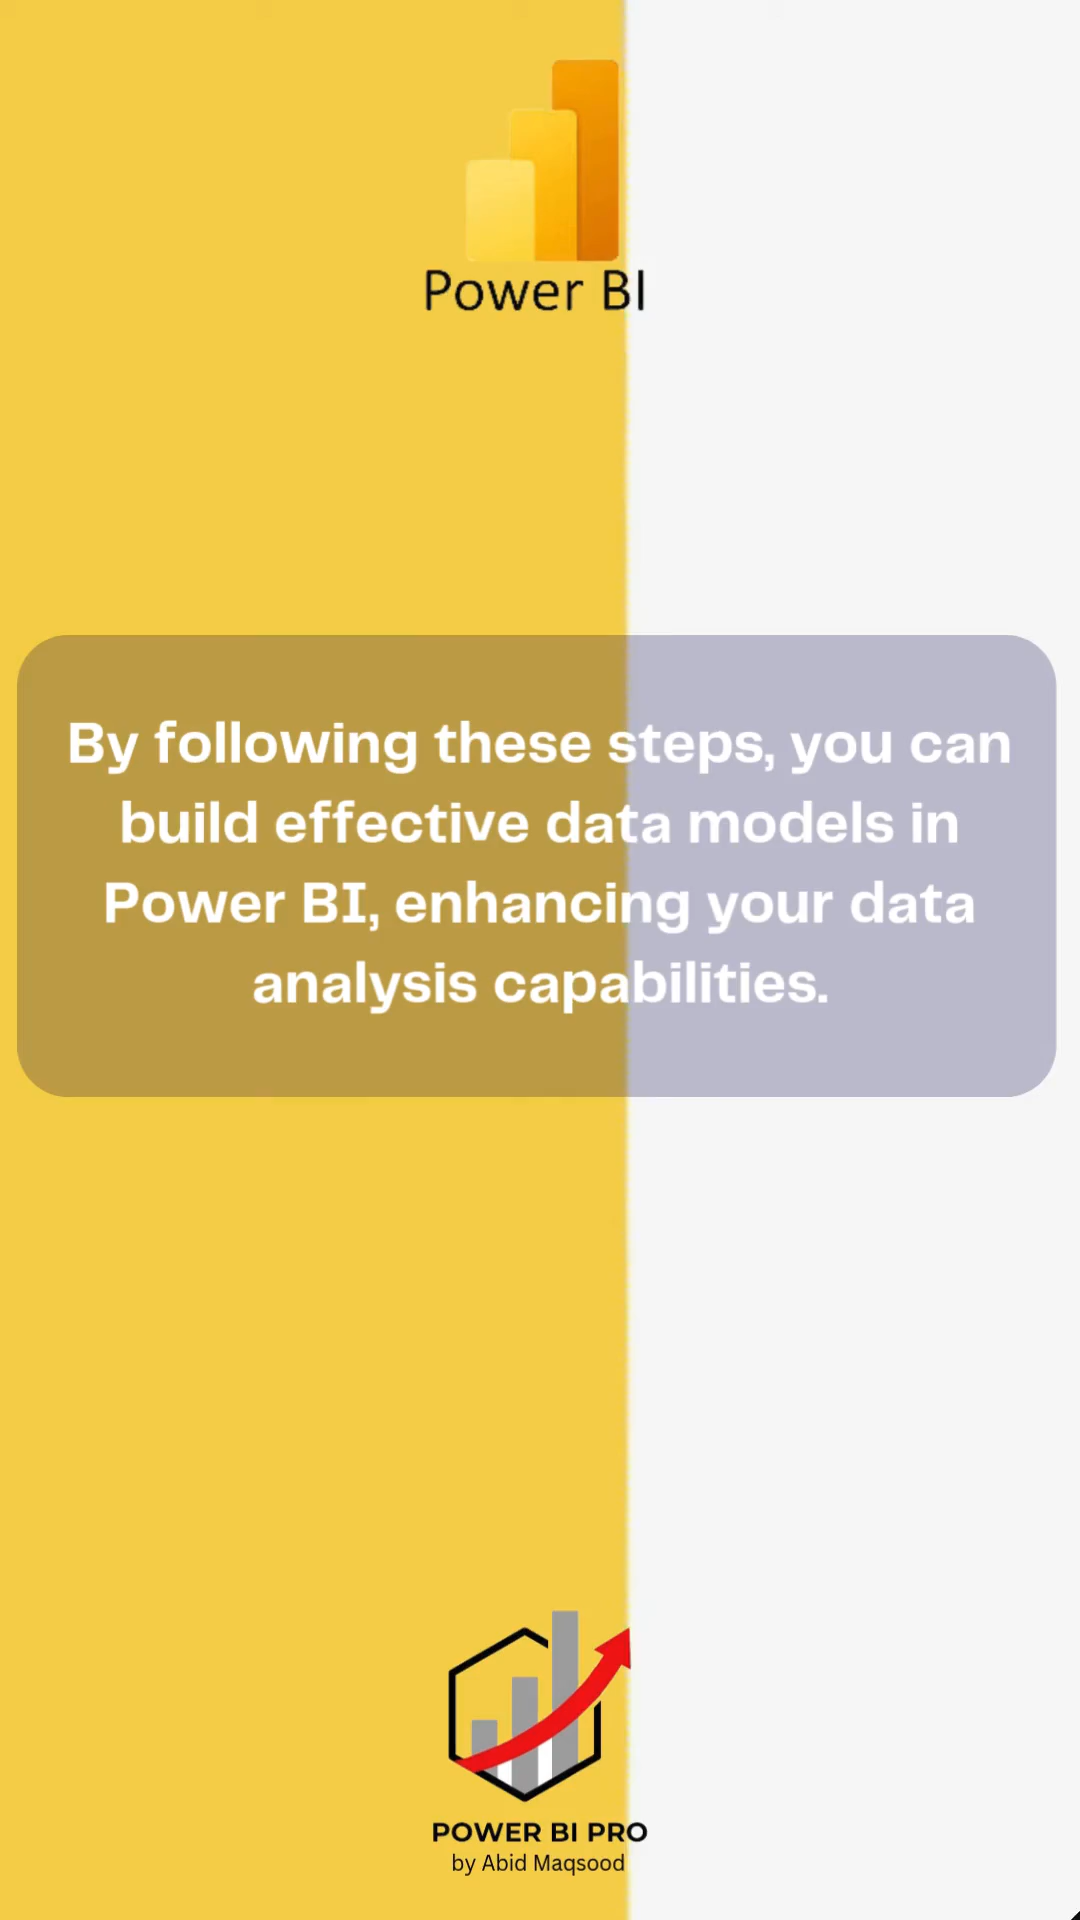 Power BI
By following these steps, you can
build effective data models in
Power BI, enhancing your data
analysis capabilities.
POWER BI PRO
by Abid Maqsood